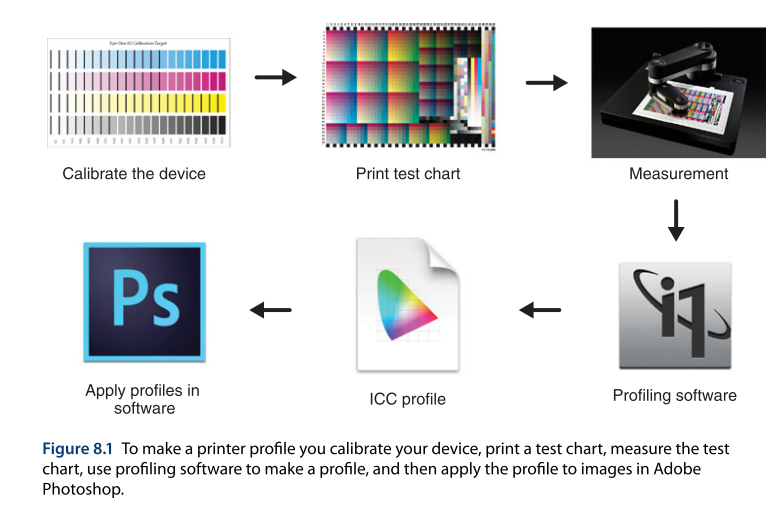 Eye-One iO Calibration Target
Calibrate the device
Print test chart
Measurement
Ps
Apply profiles in
software
ICC profile
i1
Profiling software
Figure 8.1 To make a printer profile you calibrate your device, print a test chart, measure the test
chart, use profiling software to make a profile, and then apply the profile to images in Adobe
Photoshop.